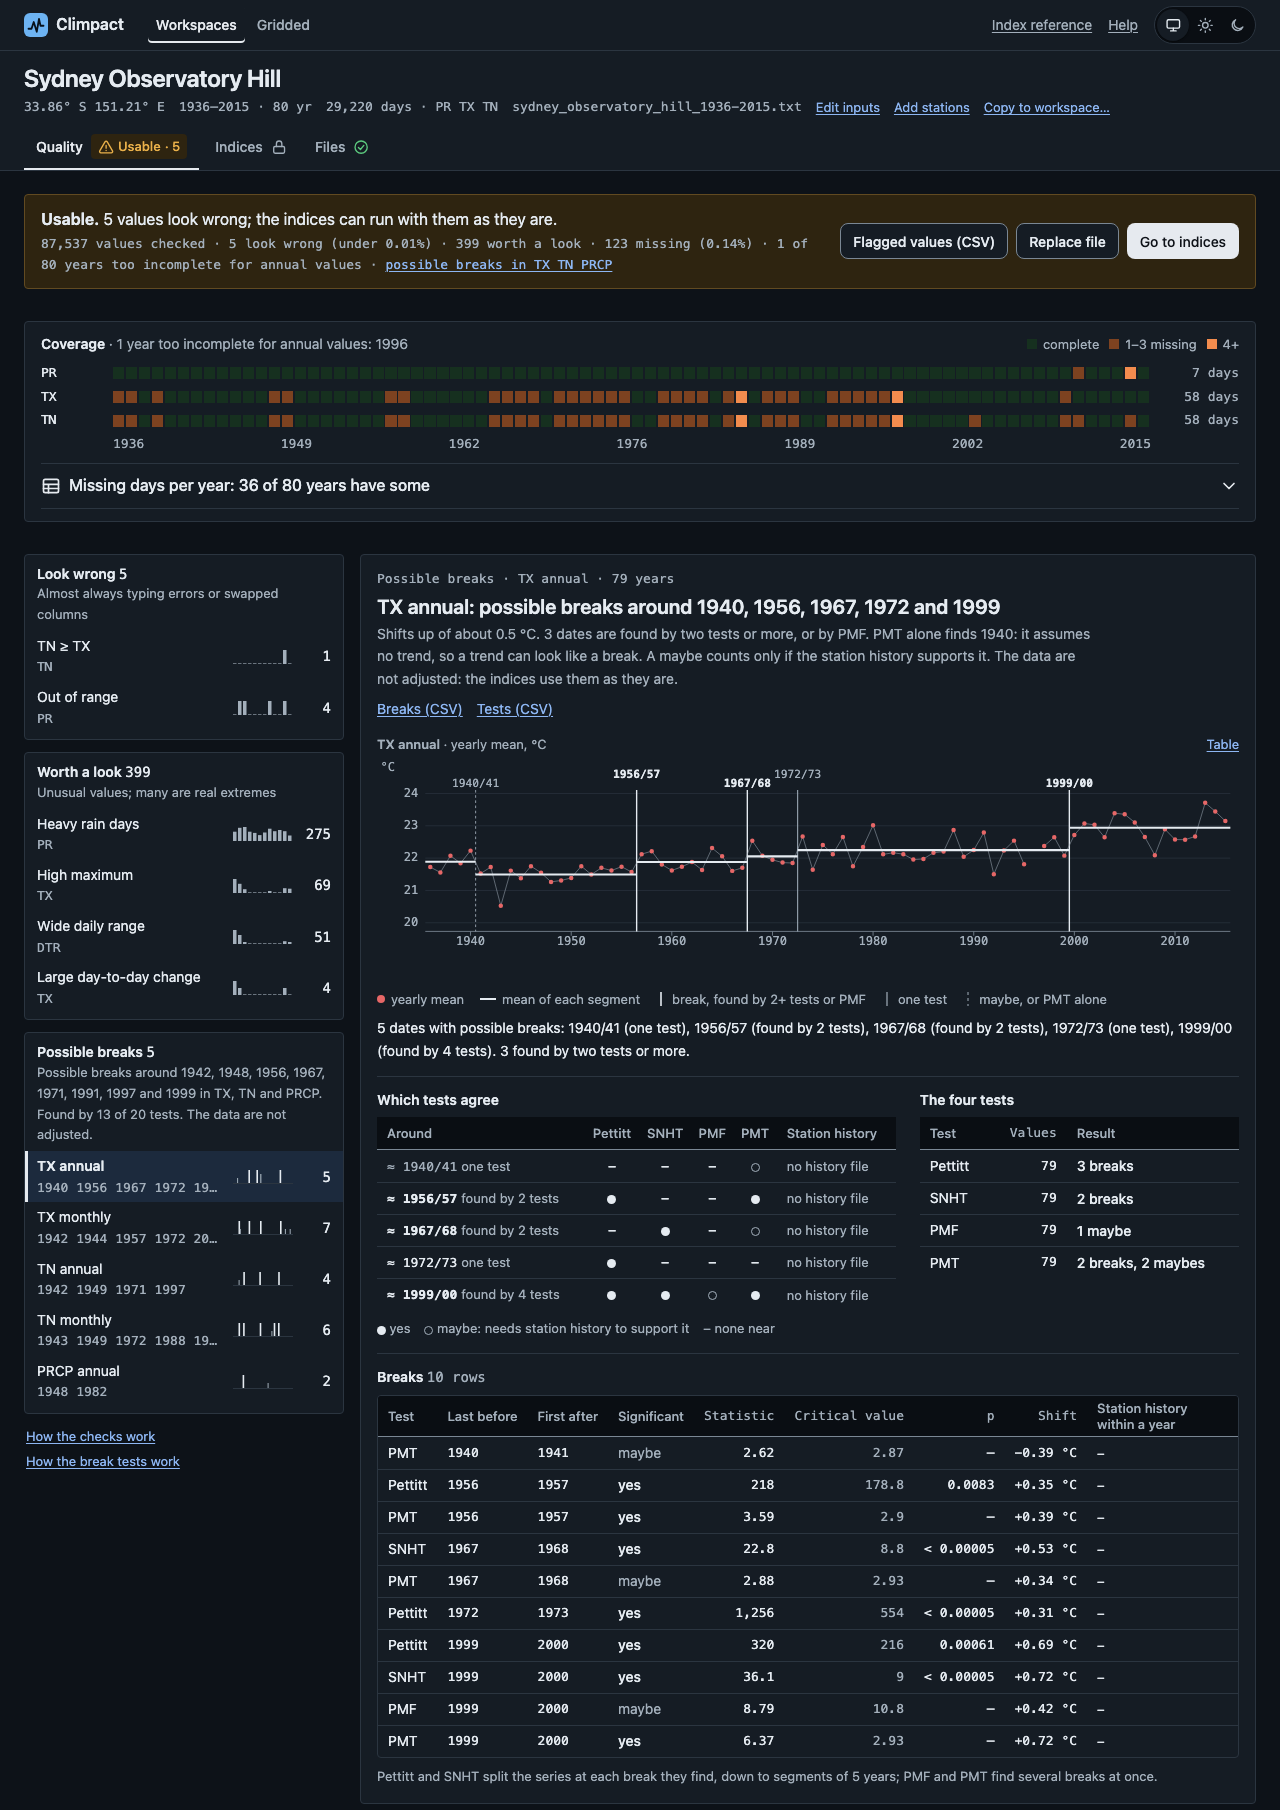 Climpact
Workspaces
Gridded
Index reference
Help
Sydney Observatory Hill
33.86° S 151.21° E 1936–2015 · 80 yr 29,220 days · PR TX TN sydney_observatory_hill_1936–2015.txt Edit inputs Add stations Copy to workspace…
Quality Usable · 5 Indices Files
Usable. 5 values look wrong; the indices can run with them as they are.
87,537 values checked · 5 look wrong (under 0.01%) · 399 worth a look · 123 missing (0.14%) · 1 of
80 years too incomplete for annual values · possible breaks in TX TN PRCP
Flagged values (CSV)
Replace file
Go to indices
Coverage · 1 year too incomplete for annual values: 1996
complete 1–3 missing 4+
PR 7 days
TX 58 days
TN 58 days
1936 1949 1962 1976 1989 2002 2015
Missing days per year: 36 of 80 years have some
Look wrong 5
Almost always typing errors or swapped
columns
TN ≥ TX
TN
1
Out of range
PR
4
Worth a look 399
Unusual values; many are real extremes
Heavy rain days
PR
275
High maximum
TX
69
Wide daily range
DTR
51
Large day-to-day change
TX
4
Possible breaks 5
Possible breaks around 1942, 1948, 1956, 1967,
1971, 1991, 1997 and 1999 in TX, TN and PRCP.
Found by 13 of 20 tests. The data are not
adjusted.
TX annual
1940 1956 1967 1972 19…
5
TX monthly
1942 1944 1957 1972 20…
7
TN annual
1942 1949 1971 1997
4
TN monthly
1943 1949 1972 1988 19…
6
PRCP annual
1948 1982
2
How the checks work
How the break tests work
Possible breaks · TX annual · 79 years
TX annual: possible breaks around 1940, 1956, 1967, 1972 and 1999
Shifts up of about 0.5 °C. 3 dates are found by two tests or more, or by PMF. PMT alone finds 1940: it assumes
no trend, so a trend can look like a break. A maybe counts only if the station history supports it. The data are
not adjusted: the indices use them as they are.
Breaks (CSV) Tests (CSV)
TX annual · yearly mean, °C
Table
°C
1940/41 1956/57 1967/68 1972/73 1999/00
24
23
22
21
20
1940 1950 1960 1970 1980 1990 2000 2010
yearly mean mean of each segment break, found by 2+ tests or PMF one test maybe, or PMT alone
5 dates with possible breaks: 1940/41 (one test), 1956/57 (found by 2 tests), 1967/68 (found by 2 tests), 1972/73 (one test), 1999/00
(found by 4 tests). 3 found by two tests or more.
Which tests agree
Around Pettitt SNHT PMF PMT Station history
≈ 1940/41 one test – – – ○ no history file
≈ 1956/57 found by 2 tests ● – – ● no history file
≈ 1967/68 found by 2 tests – ● – ○ no history file
≈ 1972/73 one test ● – – – no history file
≈ 1999/00 found by 4 tests ● ● ○ ● no history file
● yes ○ maybe: needs station history to support it – none near
The four tests
Test Values Result
Pettitt 79 3 breaks
SNHT 79 2 breaks
PMF 79 1 maybe
PMT 79 2 breaks, 2 maybes
Breaks 10 rows
Test Last before First after Significant Statistic Critical value p Shift Station history
within a year
PMT 1940 1941 maybe 2.62 2.87 – −0.39 °C –
Pettitt 1956 1957 yes 218 178.8 0.0083 +0.35 °C –
PMT 1956 1957 yes 3.59 2.9 – +0.39 °C –
SNHT 1967 1968 yes 22.8 8.8 < 0.00005 +0.53 °C –
PMT 1967 1968 maybe 2.88 2.93 – +0.34 °C –
Pettitt 1972 1973 yes 1,256 554 < 0.00005 +0.31 °C –
Pettitt 1999 2000 yes 320 216 0.00061 +0.69 °C –
SNHT 1999 2000 yes 36.1 9 < 0.00005 +0.72 °C –
PMF 1999 2000 maybe 8.79 10.8 – +0.42 °C –
PMT 1999 2000 yes 6.37 2.93 – +0.72 °C –
Pettitt and SNHT split the series at each break they find, down to segments of 5 years; PMF and PMT find several breaks at once.